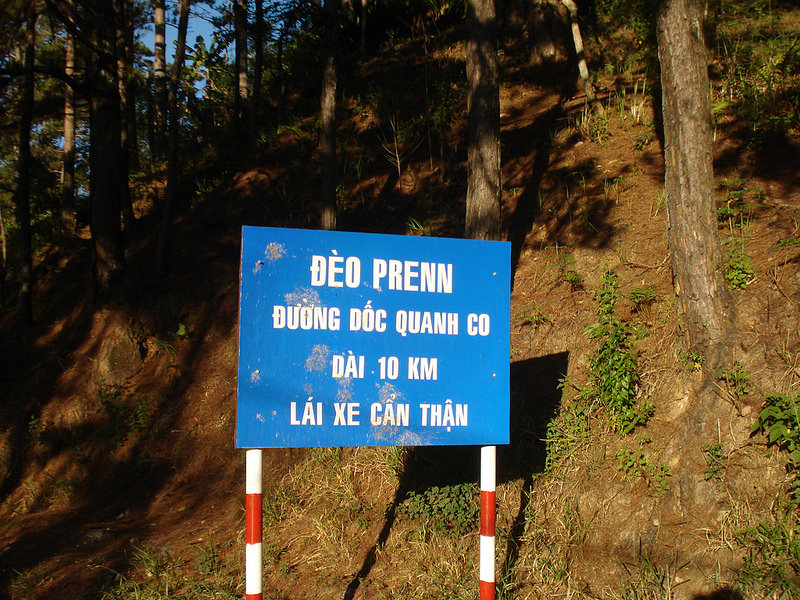 ĐÈO PRENN
ĐƯỜNG DỐC QUANH CO
DÀI 10 KM
LÁI XE CẨN THẬN